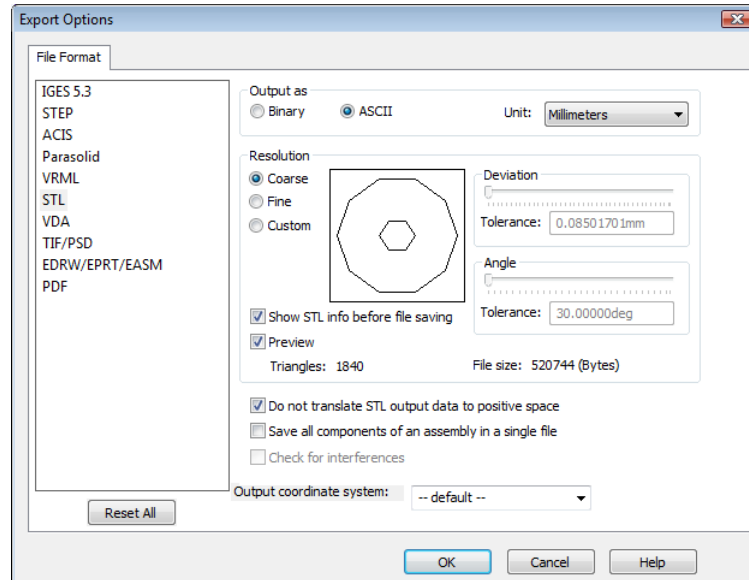 Export Options
File Format
IGES 5.3
STEP
ACIS
Parasolid
VRML
STL
VDA
TIF/PSD
EDRW/EPRT/EASM
PDF
Reset All
Output as
Binary
ASCII
Unit:
Millimeters
Resolution
Coarse
Fine
Custom
Deviation
Tolerance:
0.08501701mm
Angle
Tolerance:
30.00000deg
Show STL info before file saving
Preview
Triangles: 1840
File size: 520744 (Bytes)
Do not translate STL output data to positive space
Save all components of an assembly in a single file
Check for interferences
Output coordinate system:
-- default --
OK
Cancel
Help